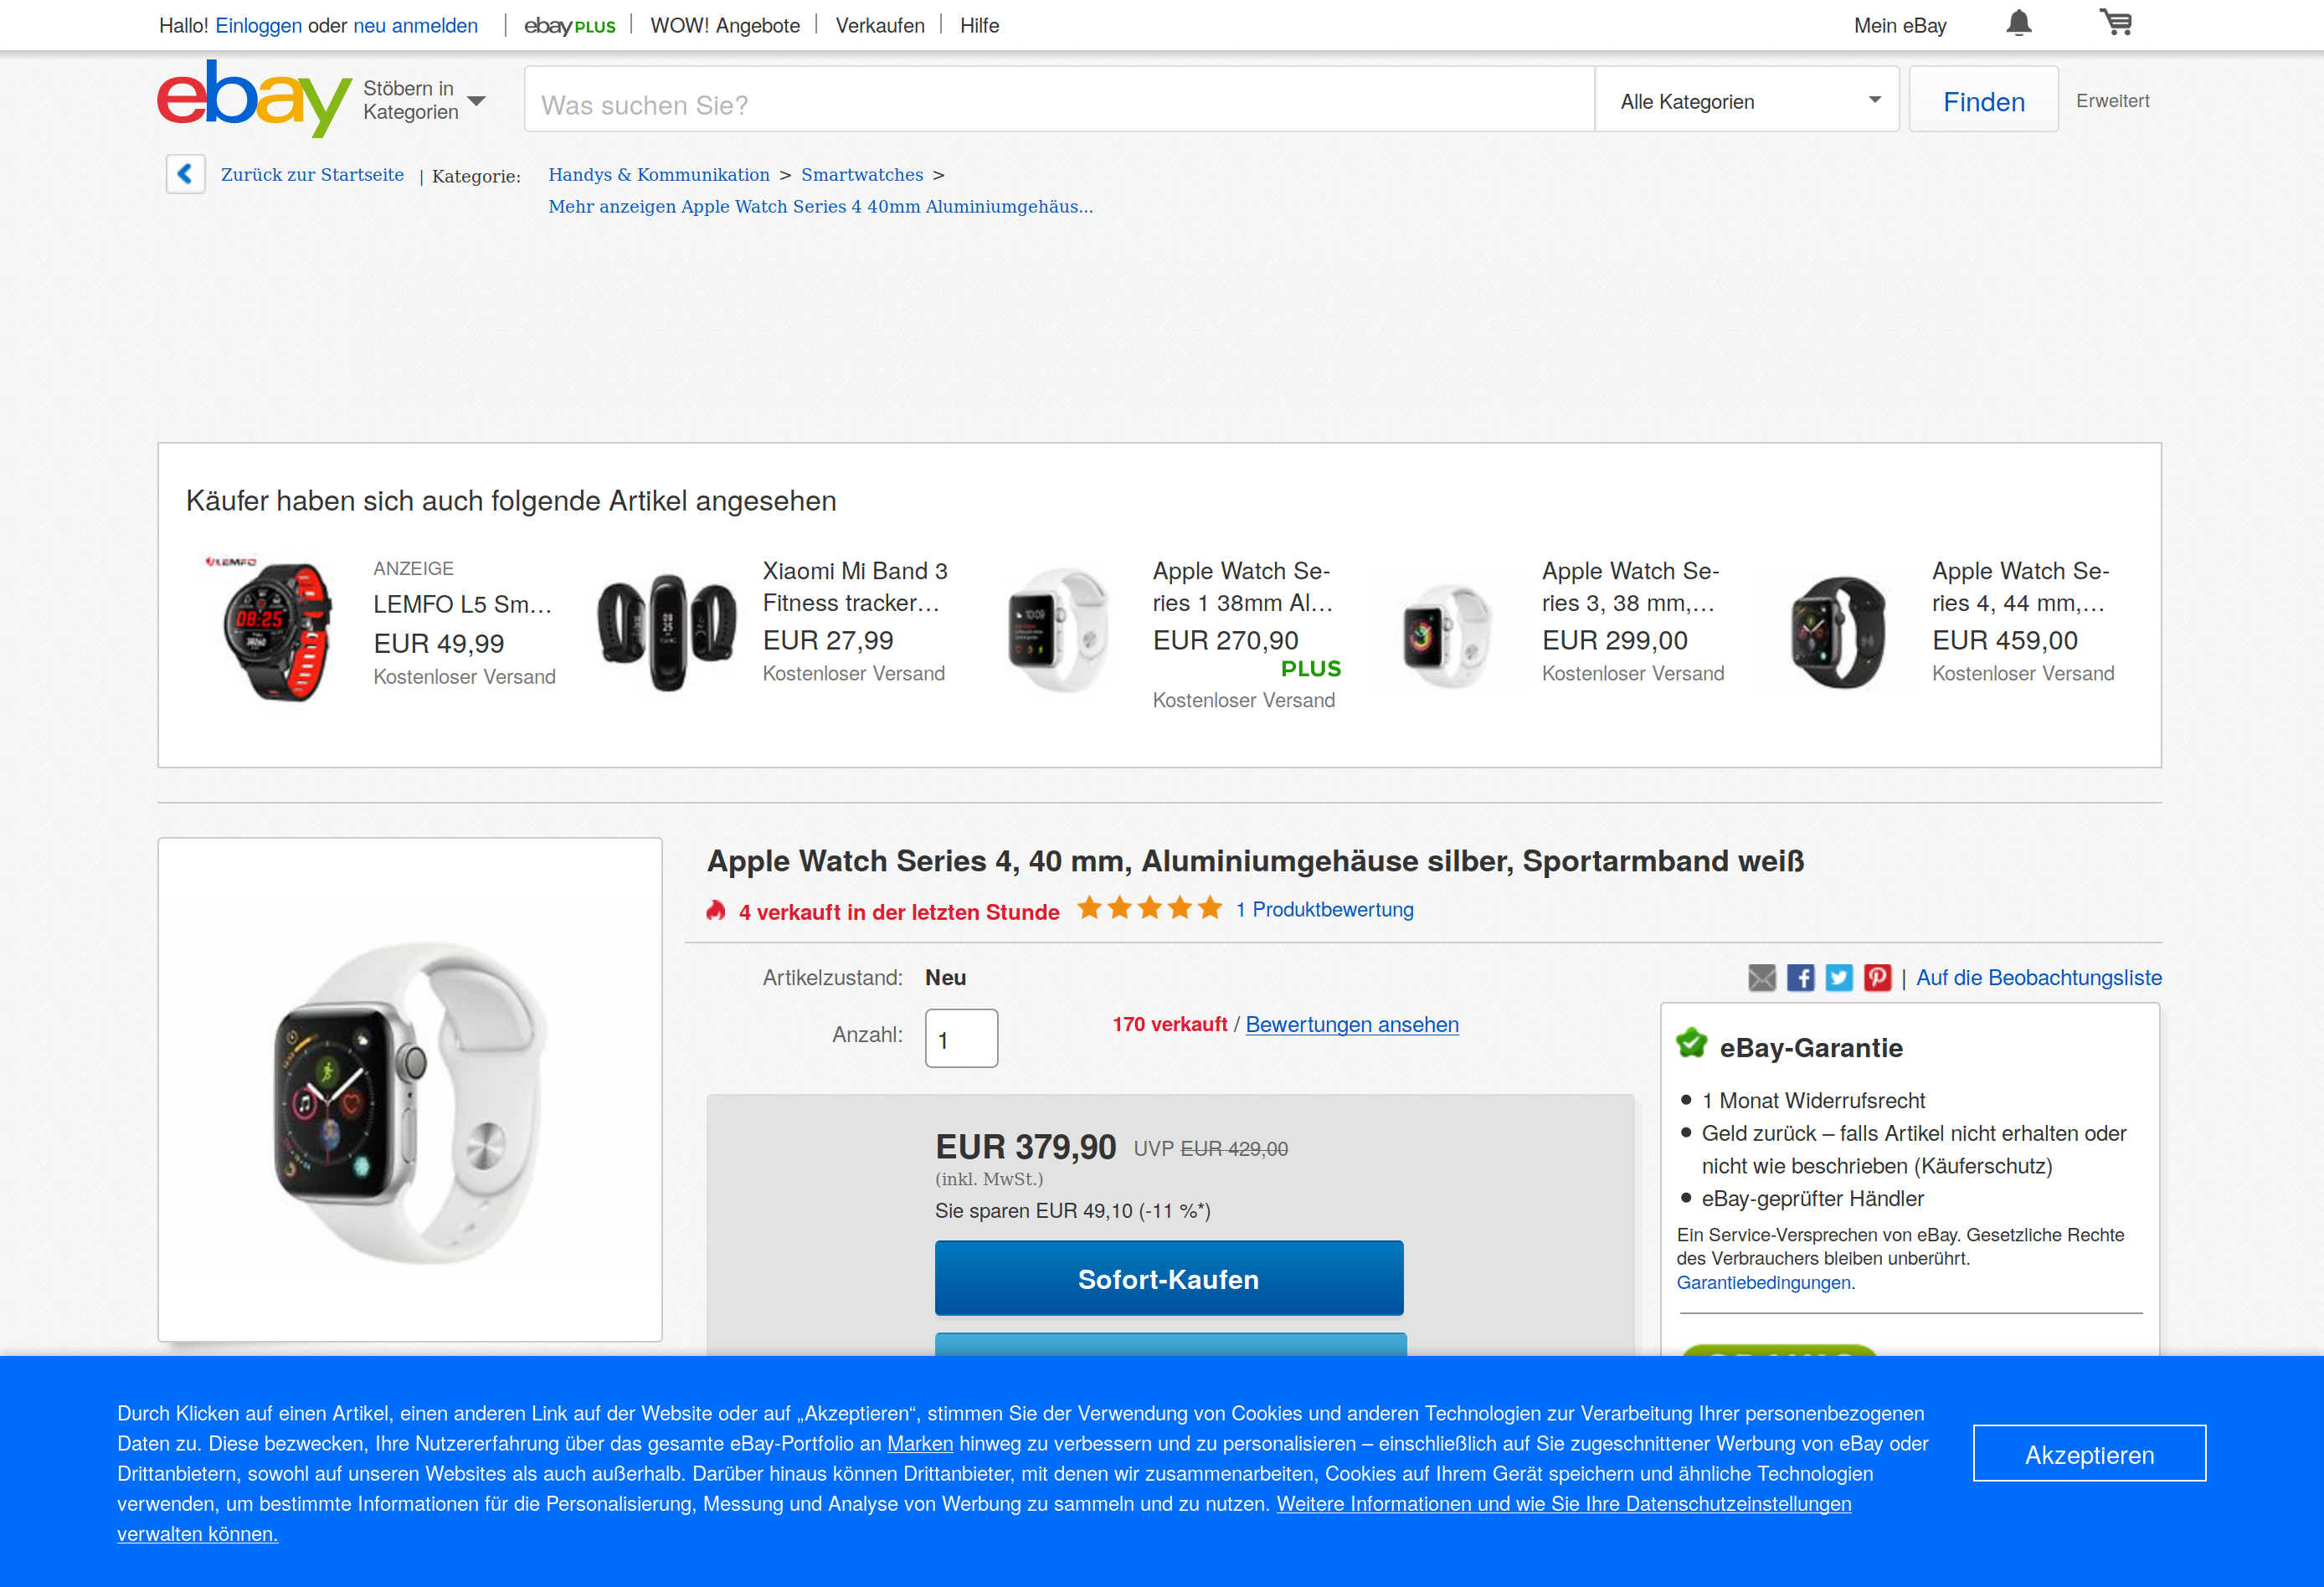 Hallo! Einloggen oder neu anmelden | ebay PLUS | WOW! Angebote | Verkaufen | Hilfe Mein eBay
ebay
Stöbern in
Kategorien
Was suchen Sie? Alle Kategorien Finden Erweitert
Zurück zur Startseite | Kategorie: Handys & Kommunikation > Smartwatches >
Mehr anzeigen Apple Watch Series 4 40mm Aluminiumgehäus...
Käufer haben sich auch folgende Artikel angesehen
LEMFO
08:25
ANZEIGE
LEMFO L5 Sm...
EUR 49,99
Kostenloser Versand
Xiaomi Mi Band 3
Fitness tracker...
EUR 27,99
Kostenloser Versand
10:09
Apple Watch Se-
ries 1 38mm Al...
EUR 270,90
PLUS
Kostenloser Versand
Apple Watch Se-
ries 3, 38 mm,...
EUR 299,00
Kostenloser Versand
Apple Watch Se-
ries 4, 44 mm,...
EUR 459,00
Kostenloser Versand
Apple Watch Series 4, 40 mm, Aluminiumgehäuse silber, Sportarmband weiß
4 verkauft in der letzten Stunde 1 Produktbewertung
Artikelzustand: Neu
| Auf die Beobachtungsliste
Anzahl: 1
170 verkauft / Bewertungen ansehen
EUR 379,90 UVP EUR 429,00
(inkl. MwSt.)
Sie sparen EUR 49,10 (-11 %*)
Sofort-Kaufen
eBay-Garantie
• 1 Monat Widerrufsrecht
• Geld zurück – falls Artikel nicht erhalten oder
nicht wie beschrieben (Käuferschutz)
• eBay-geprüfter Händler
Ein Service-Versprechen von eBay. Gesetzliche Rechte
des Verbrauchers bleiben unberührt.
Garantiebedingungen.
Durch Klicken auf einen Artikel, einen anderen Link auf der Website oder auf „Akzeptieren“, stimmen Sie der Verwendung von Cookies und anderen Technologien zur Verarbeitung Ihrer personenbezogenen
Daten zu. Diese bezwecken, Ihre Nutzererfahrung über das gesamte eBay-Portfolio an Marken hinweg zu verbessern und zu personalisieren – einschließlich auf Sie zugeschnittener Werbung von eBay oder
Drittanbietern, sowohl auf unseren Websites als auch außerhalb. Darüber hinaus können Drittanbieter, mit denen wir zusammenarbeiten, Cookies auf Ihrem Gerät speichern und ähnliche Technologien
verwenden, um bestimmte Informationen für die Personalisierung, Messung und Analyse von Werbung zu sammeln und zu nutzen. Weitere Informationen und wie Sie Ihre Datenschutzeinstellungen
verwalten können.
Akzeptieren